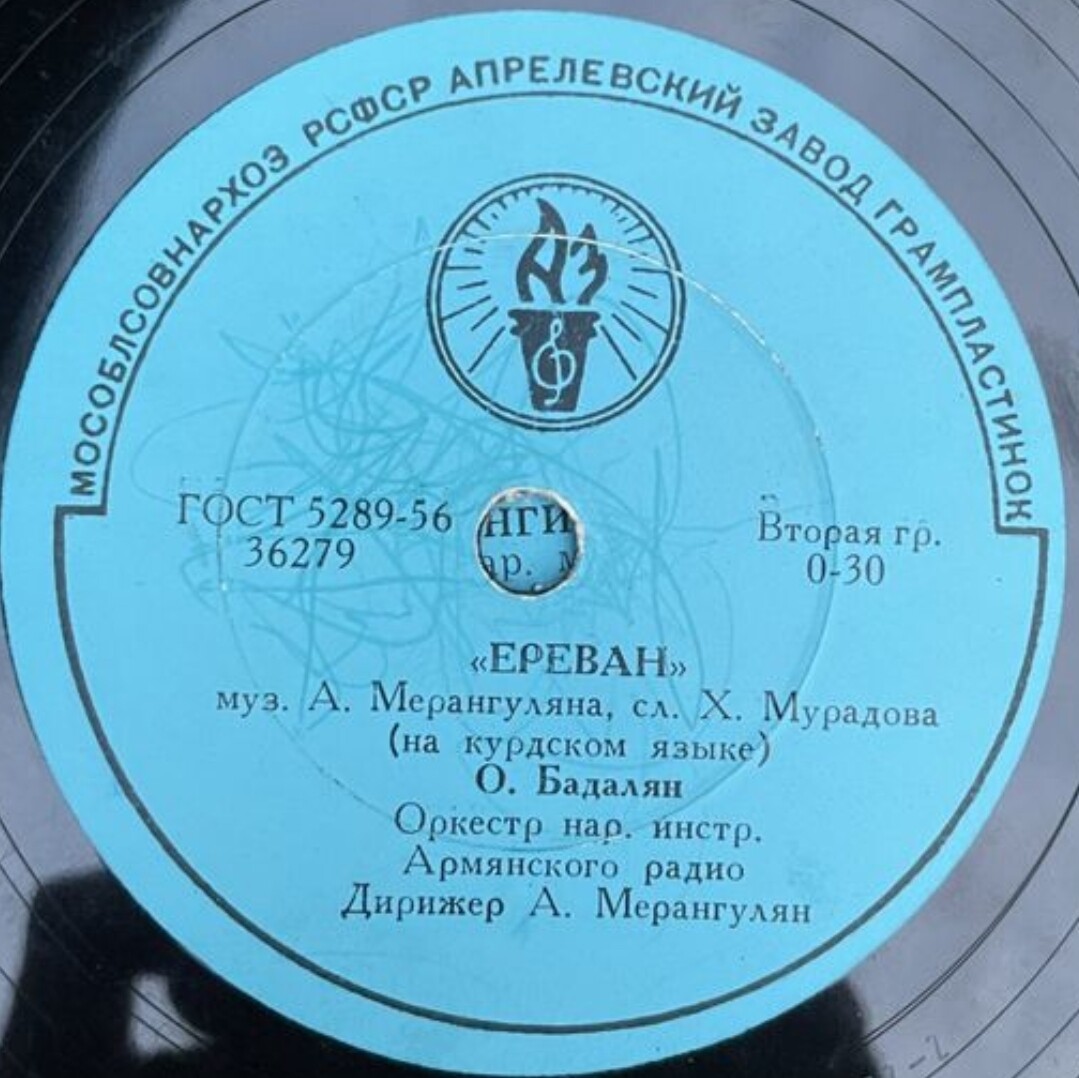 МОСОБЛСОВНАРХОЗ РСФСР АПРЕЛЕВСКИЙ ЗАВОД ГРАМПЛАСТИНОК
АЗ
ГОСТ 5289-56
36279
Вторая гр.
0-30
«ЕРЕВАН»
муз. А. Мерангуляна, сл. Х. Мурадова
(на курдском языке)
О. Бадалян
Оркестр нар. инстр.
Армянского радио
Дирижер А. Мерангулян